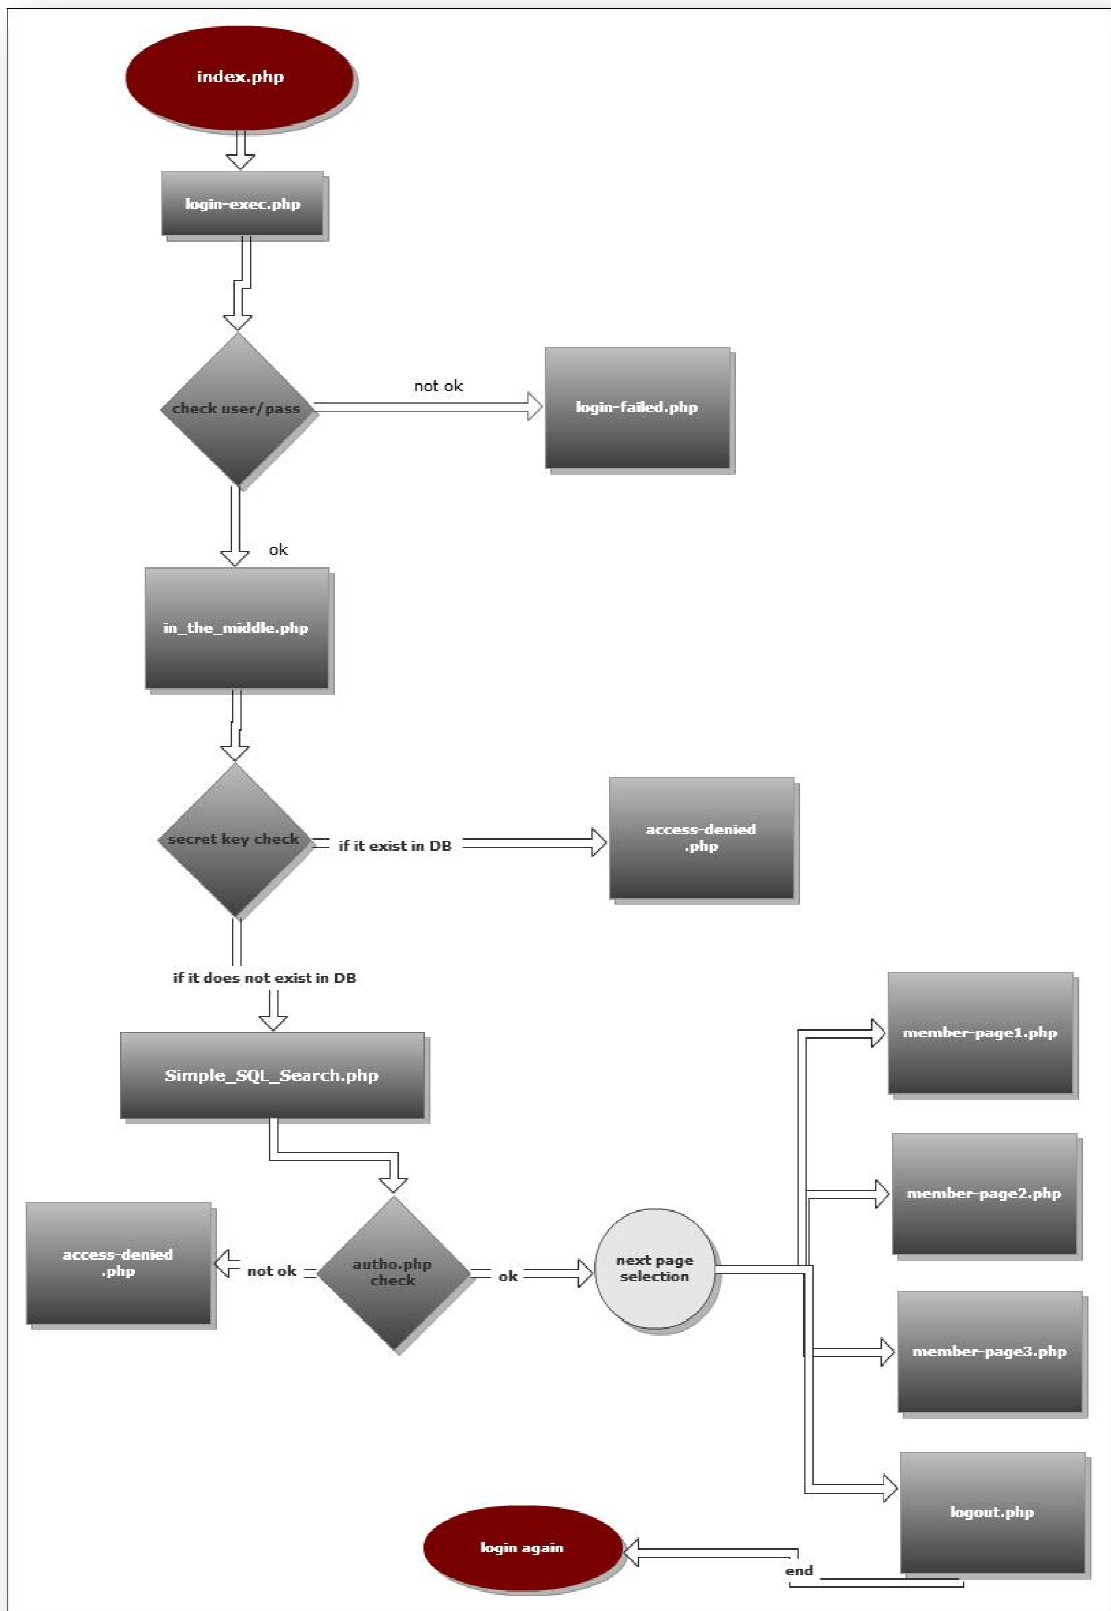 index.php
login-exec.php
not ok
check user/pass
login-failed.php
ok
in_the_middle.php
secret key check
if it exist in DB
access-denied
.php
if it does not exist in DB
Simple_SQL_Search.php
member-page1.php
member-page2.php
access-denied
.php
not ok
autho.php
check
ok
next page
selection
member-page3.php
logout.php
login again
end